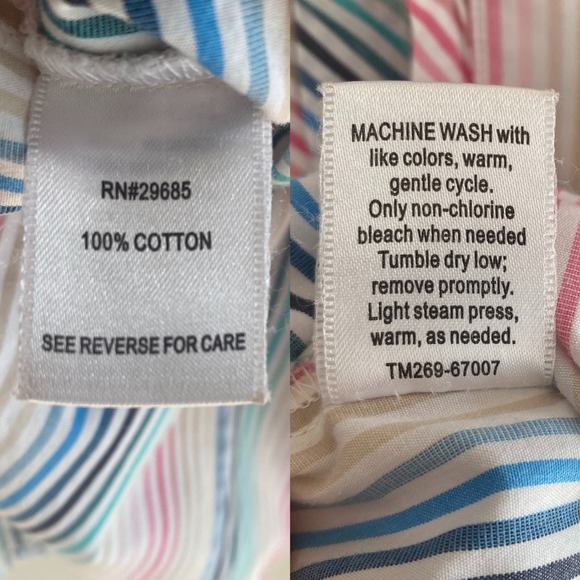 RN#29685
100% COTTON
SEE REVERSE FOR CARE
MACHINE WASH with
like colors, warm,
gentle cycle.
Only non-chlorine
bleach when needed
Tumble dry low;
remove promptly.
Light steam press,
warm, as needed.
TM269-67007